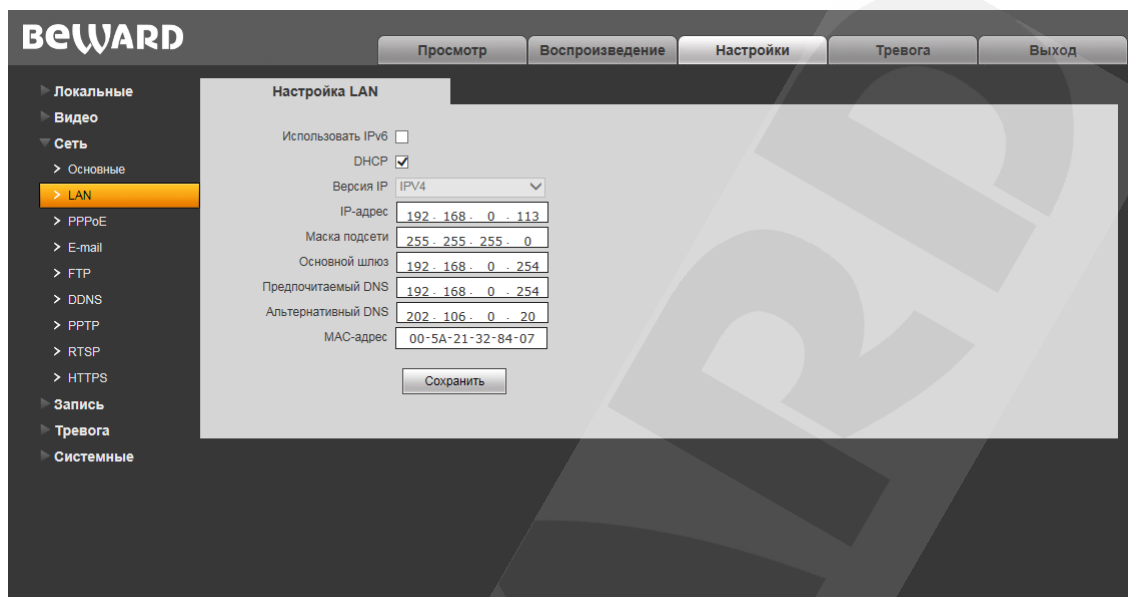 BEWARD
Просмотр Воспроизведение Настройки Тревога Выход
Локальные
Видео
Сеть
> Основные
> LAN
> PPPoE
> E-mail
> FTP
> DDNS
> PPTP
> RTSP
> HTTPS
Запись
Тревога
Системные
Настройка LAN
Использовать IPv6
DHCP
Версия IP IPV4
IP-адрес 192 . 168 . 0 . 113
Маска подсети 255 . 255 . 255 . 0
Основной шлюз 192 . 168 . 0 . 254
Предпочитаемый DNS 192 . 168 . 0 . 254
Альтернативный DNS 202 . 106 . 0 . 20
МАС-адрес 00-5A-21-32-84-07
Сохранить